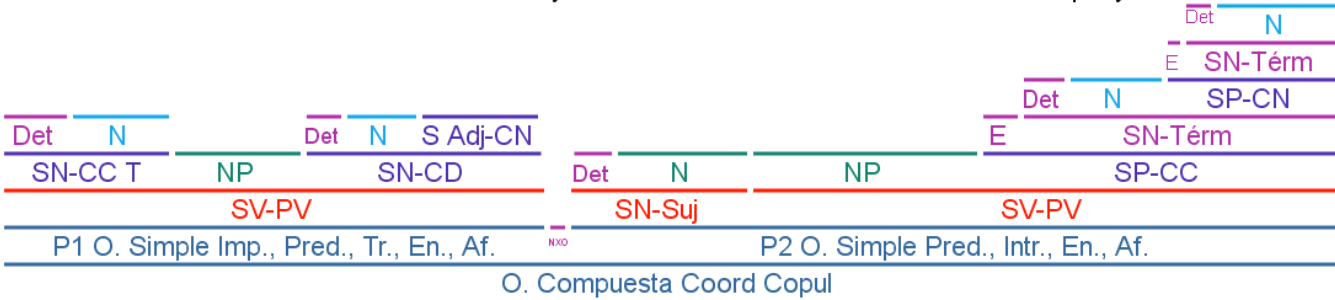 Det N
E SN-Térm
Det N SP-CN
Det N Det N S Adj-CN E SN-Térm
SN-CC T NP SN-CD Det N NP SP-CC
SV-PV SN-Suj SV-PV
P1 O. Simple Imp., Pred., Tr., En., Af. NXO P2 O. Simple Pred., Intr., En., Af.
O. Compuesta Coord Copul